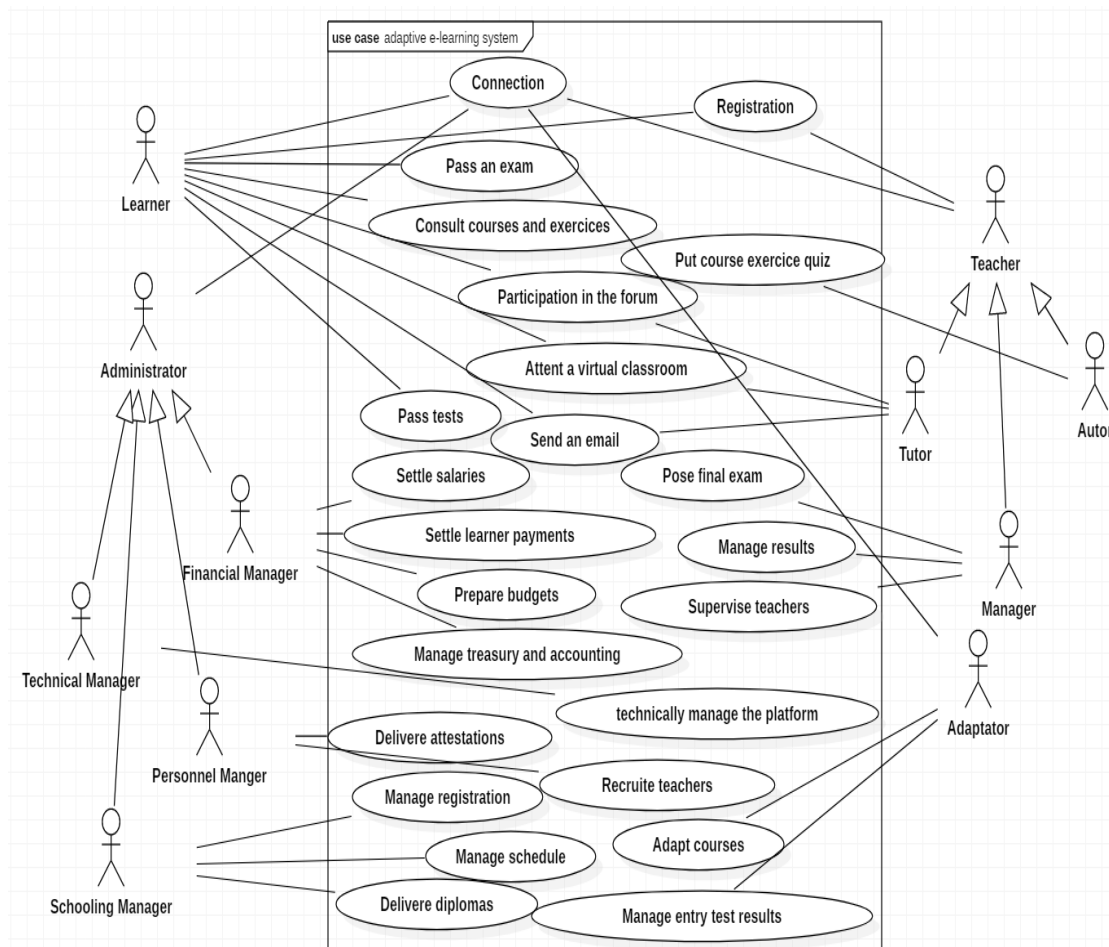 use case adaptive e-learning system
Connection
Registration
Learner
Pass an exam
Consult courses and exercices
Put course exercice quiz
Teacher
Participation in the forum
Administrator
Attent a virtual classroom
Pass tests
Send an email
Tutor
Autor
Settle salaries
Pose final exam
Settle learner payments
Manage results
Financial Manager
Prepare budgets
Supervise teachers
Manager
Manage treasury and accounting
Technical Manager
technically manage the platform
Adaptator
Delivere attestations
Personnel Manger
Recruite teachers
Manage registration
Adapt courses
Manage schedule
Schooling Manager
Delivere diplomas
Manage entry test results